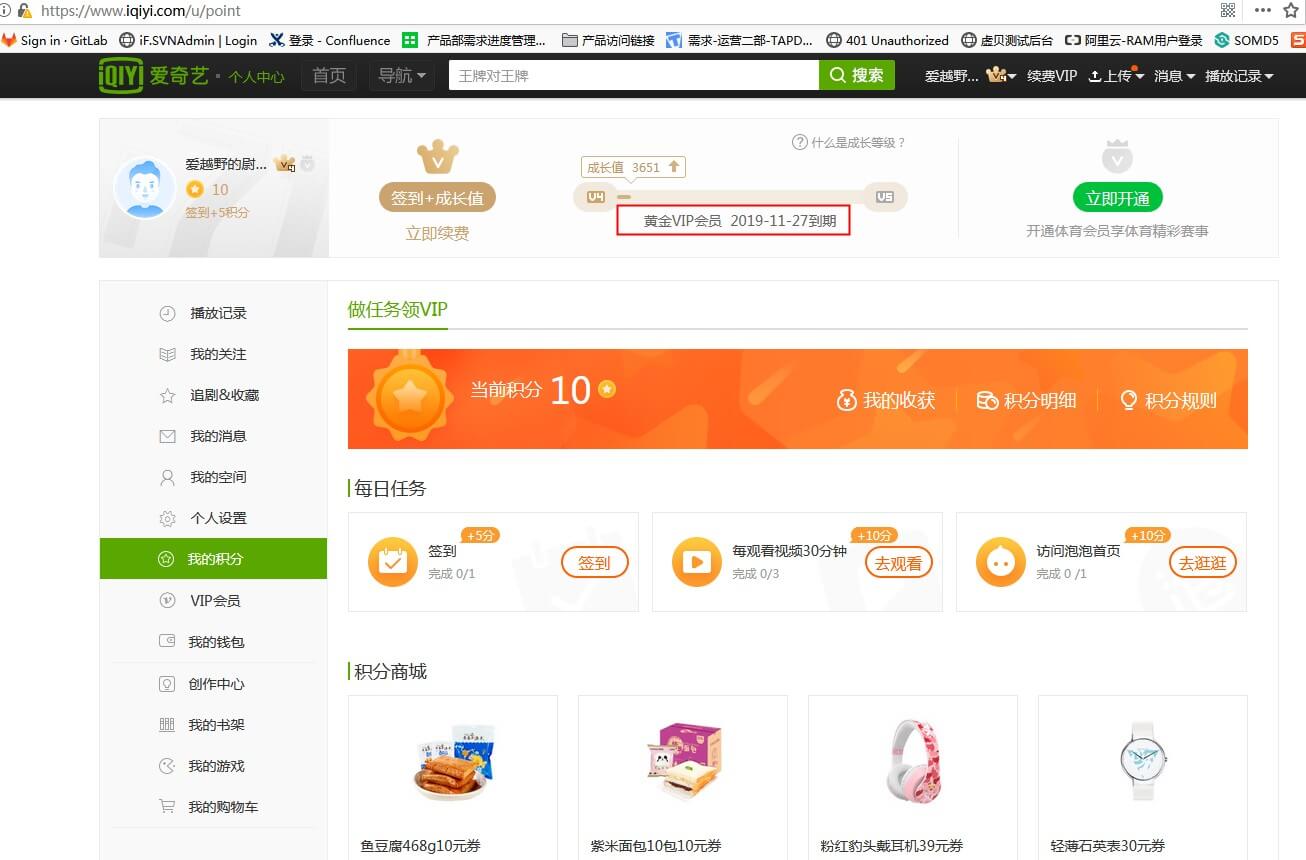 https://www.iqiyi.com/u/point
Sign in · GitLab iF.SVNAdmin | Login 登录 - Confluence 产品部需求进度管理... 产品访问链接 需求-运营二部-TAPD... 401 Unauthorized 虚贝测试后台 阿里云-RAM用户登录 SOMD5
iQIYI 爱奇艺 · 个人中心 首页 导航 王牌对王牌 搜索 爱越野... V4 续费VIP 上传 消息 播放记录
爱越野的尉... V4
10
签到+5积分
签到+成长值
立即续费
什么是成长等级？
成长值 3651
V4 V5
黄金VIP会员 2019-11-27到期
立即开通
开通体育会员享体育精彩赛事
播放记录
我的关注
追剧&收藏
我的消息
我的空间
个人设置
我的积分
VIP会员
我的钱包
创作中心
我的书架
我的游戏
我的购物车
做任务领VIP
当前积分 10
我的收获 积分明细 积分规则
每日任务
签到 +5分
完成 0/1
签到
每观看视频30分钟 +10分
完成 0/3
去观看
访问泡泡首页 +10分
完成 0 /1
去逛逛
积分商城
鱼豆腐468g10元券
紫米面包10包10元券
粉红豹头戴耳机39元券
轻薄石英表30元券